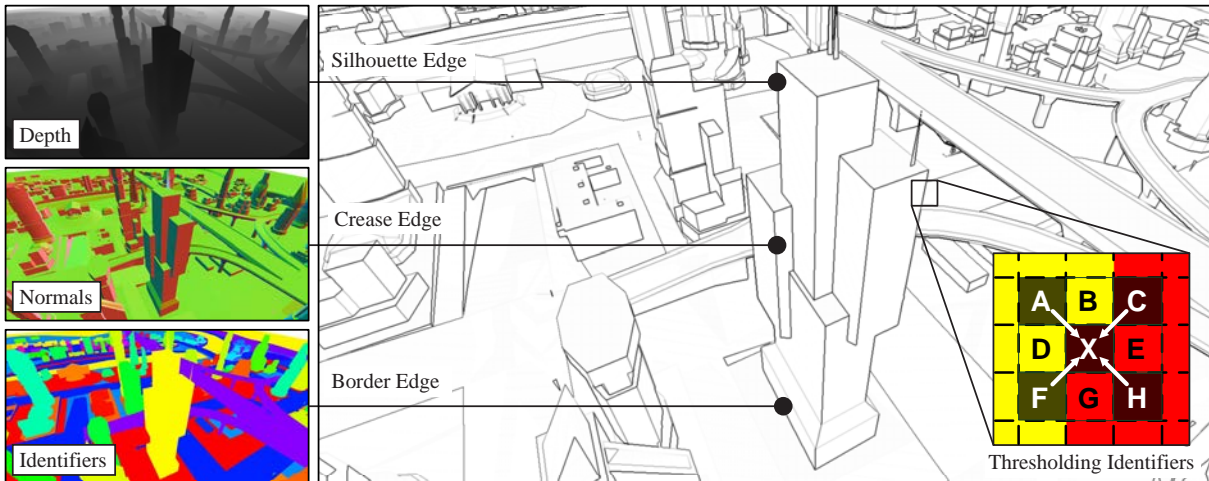 Depth
Normals
Identifiers
Silhouette Edge
Crease Edge
Border Edge
A B C
D X E
F G H
Thresholding Identifiers